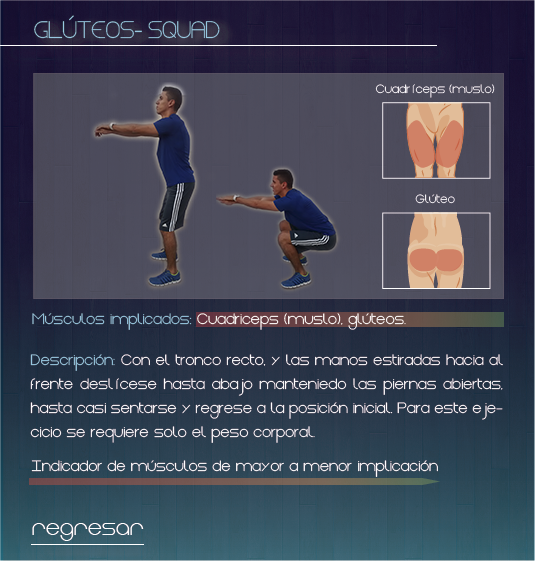 GLÚTEOS- SQUAD
Cuadríceps (muslo)
Glúteo
Músculos implicados: Cuadriceps (muslo), glúteos.
Descripción: Con el tronco recto, y las manos estiradas hacia al
frente deslícese hasta abajo manteniedo las piernas abiertas,
hasta casi sentarse y regrese a la posición inicial. Para este eje-
cicio se requiere solo el peso corporal.
Indicador de músculos de mayor a menor implicación
regresar